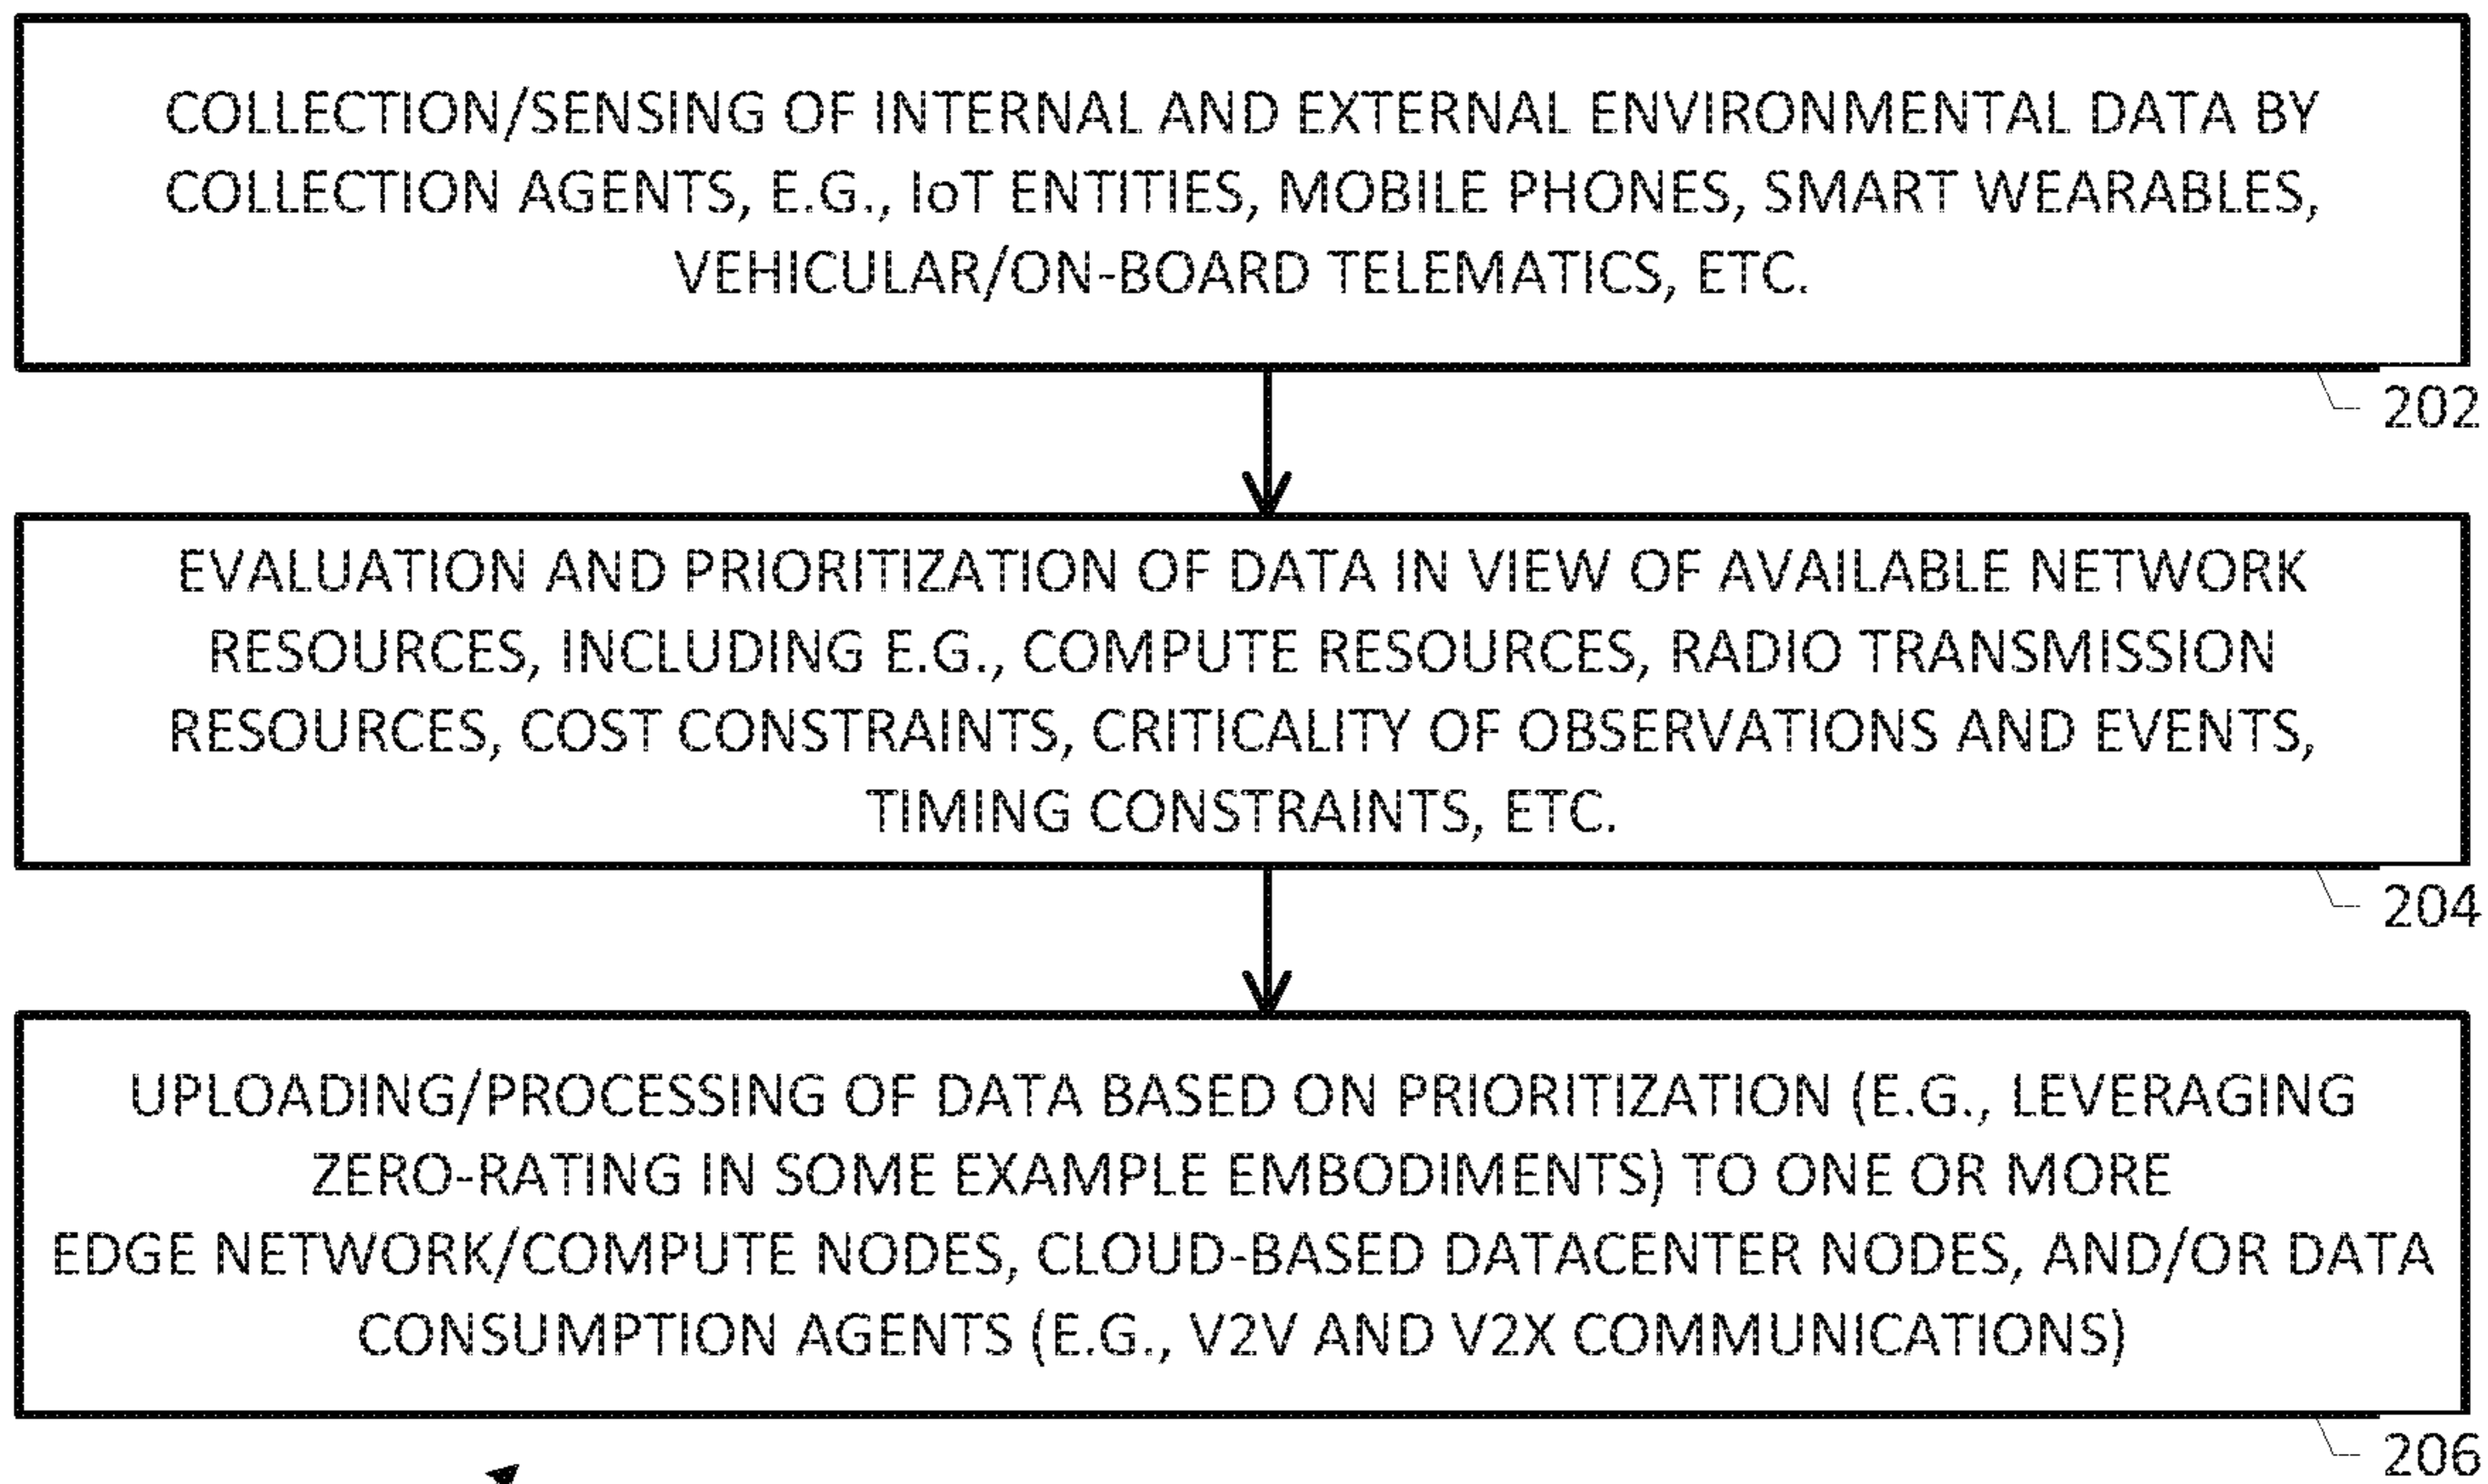 COLLECTION/SENSING OF INTERNAL AND EXTERNAL ENVIRONMENTAL DATA BY
COLLECTION AGENTS, E.G., IoT ENTITIES, MOBILE PHONES, SMART WEARABLES,
VEHICULAR/ON-BOARD TELEMATICS, ETC.
202
EVALUATION AND PRIORITIZATION OF DATA IN VIEW OF AVAILABLE NETWORK
RESOURCES, INCLUDING E.G., COMPUTE RESOURCES, RADIO TRANSMISSION
RESOURCES, COST CONSTRAINTS, CRITICALITY OF OBSERVATIONS AND EVENTS,
TIMING CONSTRAINTS, ETC.
204
UPLOADING/PROCESSING OF DATA BASED ON PRIORITIZATION (E.G., LEVERAGING
ZERO-RATING IN SOME EXAMPLE EMBODIMENTS) TO ONE OR MORE
EDGE NETWORK/COMPUTE NODES, CLOUD-BASED DATACENTER NODES, AND/OR DATA
CONSUMPTION AGENTS (E.G., V2V AND V2X COMMUNICATIONS)
206